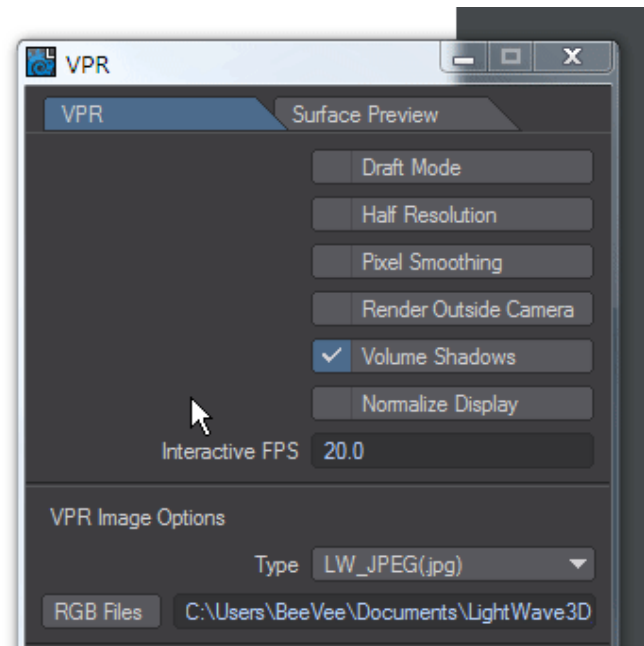 VPR
VPR Surface Preview
Draft Mode
Half Resolution
Pixel Smoothing
Render Outside Camera
Volume Shadows
Normalize Display
Interactive FPS 20.0
VPR Image Options
Type LW_JPEG(.jpg)
RGB Files C:\Users\BeeVee\Documents\LightWave3D